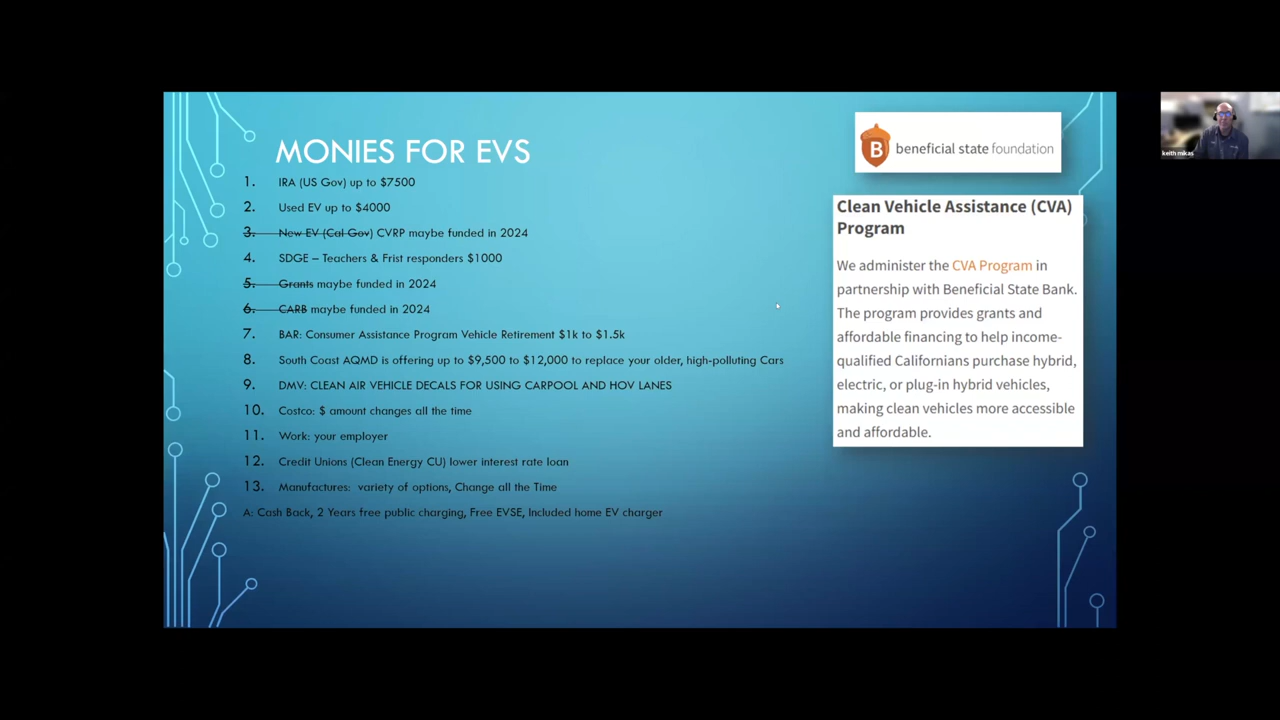 MONIES FOR EVS
1. IRA (US Gov) up to $7500
2. Used EV up to $4000
3. New EV (Cal Gov) CVRP maybe funded in 2024
4. SDGE – Teachers & Frist responders $1000
5. Grants maybe funded in 2024
6. CARB maybe funded in 2024
7. BAR: Consumer Assistance Program Vehicle Retirement $1k to $1.5k
8. South Coast AQMD is offering up to $9,500 to $12,000 to replace your older, high-polluting Cars
9. DMV: CLEAN AIR VEHICLE DECALS FOR USING CARPOOL AND HOV LANES
10. Costco: $ amount changes all the time
11. Work: your employer
12. Credit Unions (Clean Energy CU) lower interest rate loan
13. Manufactures: variety of options, Change all the Time
A: Cash Back, 2 Years free public charging, Free EVSE, Included home EV charger
B beneficial state foundation
Clean Vehicle Assistance (CVA)
Program
We administer the CVA Program in
partnership with Beneficial State Bank.
The program provides grants and
affordable financing to help income-
qualified Californians purchase hybrid,
electric, or plug-in hybrid vehicles,
making clean vehicles more accessible
and affordable.
keith mikas